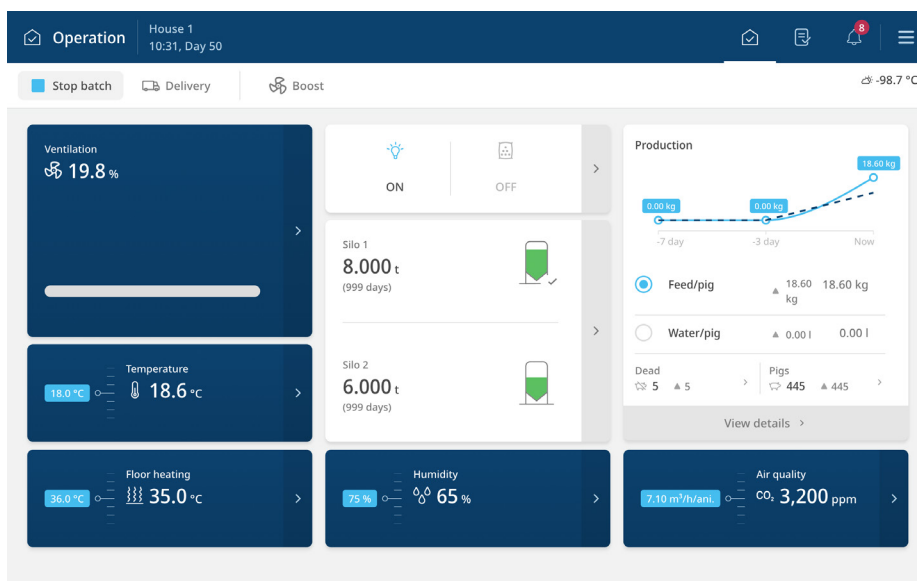 Operation
House 1
10:31, Day 50
8
Stop batch
Delivery
Boost
-98.7 °C
Ventilation
19.8 %
ON
OFF
Silo 1
8.000 t
(999 days)
Silo 2
6.000 t
(999 days)
Production
18.60 kg
0.00 kg
0.00 kg
-7 day
-3 day
Now
Feed/pig
18.60 kg
18.60 kg
Water/pig
0.00 l
0.00 l
Dead
5 ▲ 5
Pigs
445 ▲ 445
View details
Temperature
18.0 °C
18.6 °C
Floor heating
36.0 °C
35.0 °C
Humidity
75 %
65 %
Air quality
7.10 m³/h/ani.
CO₂ 3,200 ppm